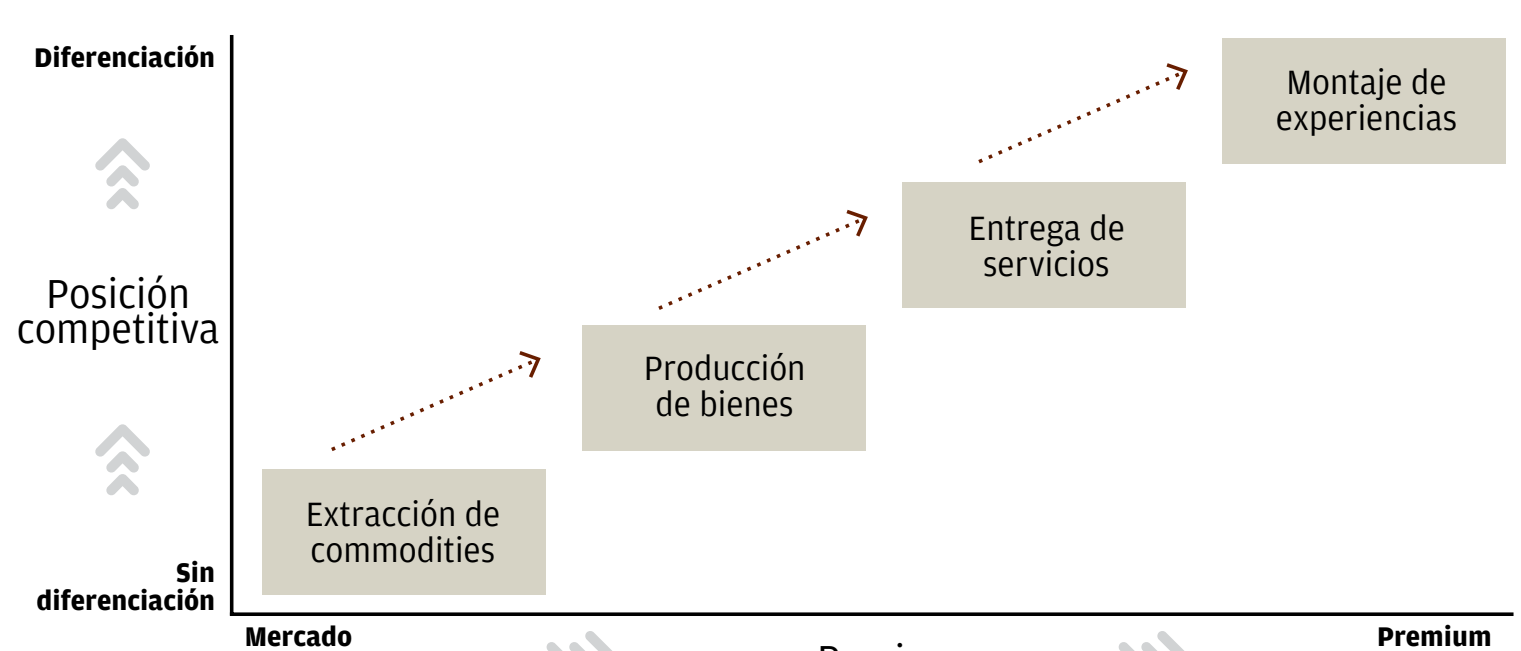 Diferenciación
Montaje de
experiencias
Entrega de
servicios
Posición
competitiva
Producción
de bienes
Extracción de
commodities
Sin
diferenciación
Mercado
Premium